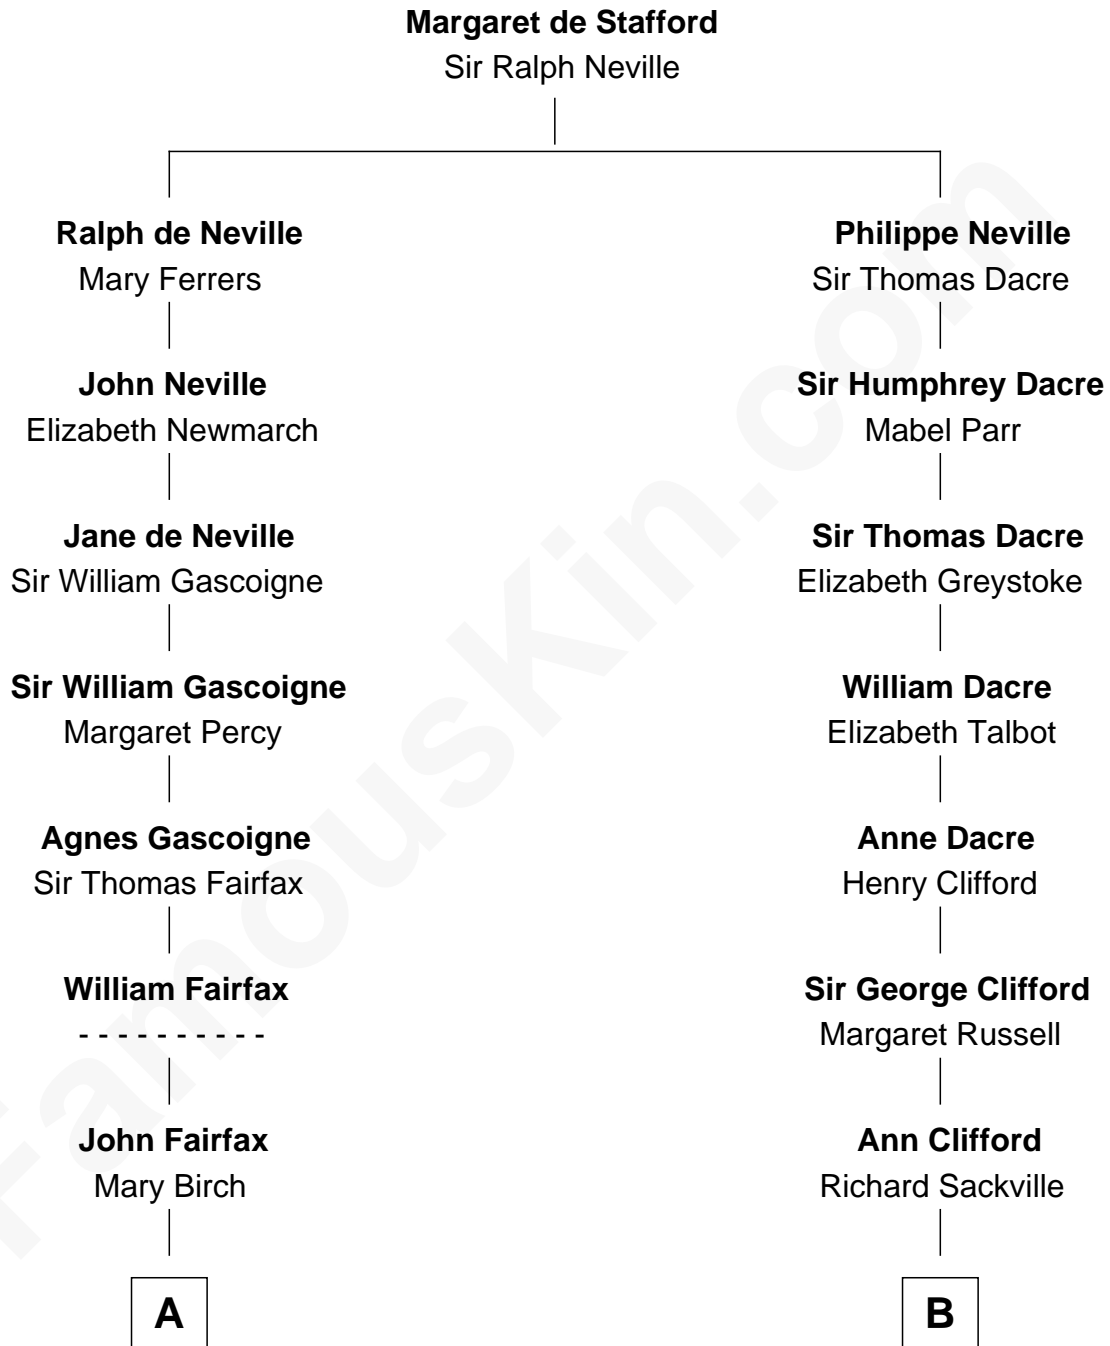 Margaret de Stafford
Sir Ralph Neville
Ralph de Neville
Mary Ferrers
Philippe Neville
Sir Thomas Dacre
John Neville
Elizabeth Newmarch
Sir Humphrey Dacre
Mabel Parr
Jane de Neville
Sir William Gascoigne
Sir Thomas Dacre
Elizabeth Greystoke
Sir William Gascoigne
Margaret Percy
William Dacre
Elizabeth Talbot
Agnes Gascoigne
Sir Thomas Fairfax
Anne Dacre
Henry Clifford
William Fairfax
- - - - - - - - - -
Sir George Clifford
Margaret Russell
John Fairfax
Mary Birch
Ann Clifford
Richard Sackville
A
B
FamousKin.com